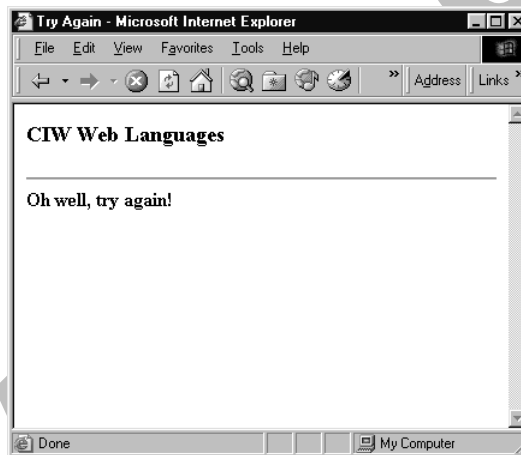 Try Again - Microsoft Internet Explorer
File Edit View Favorites Tools Help
» Address Links »
CIW Web Languages
Oh well, try again!
Done My Computer